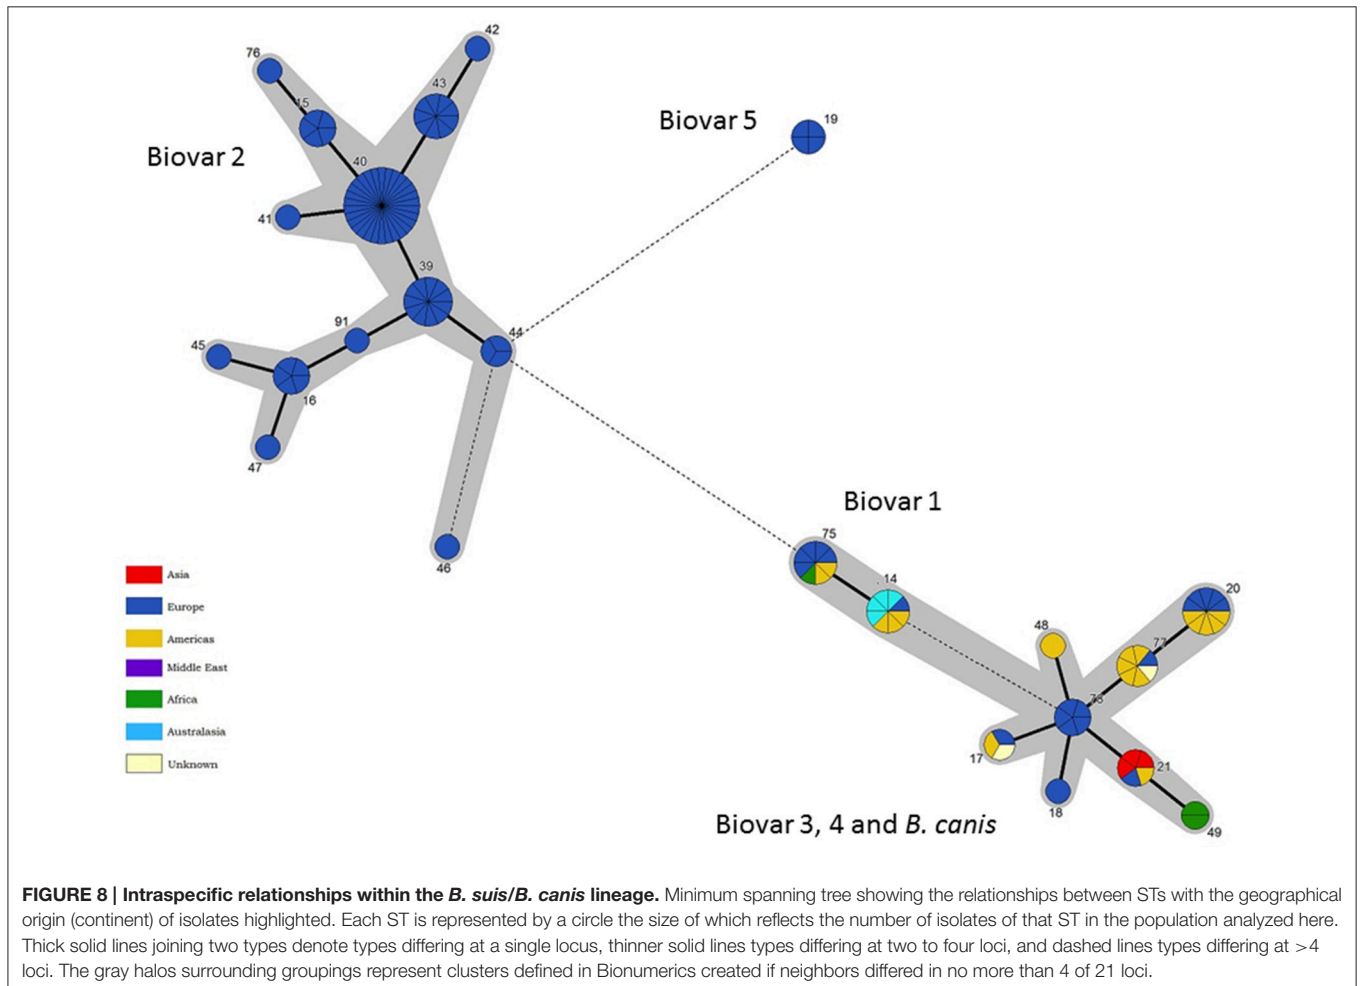 42
76
43
15
19
Biovar 5
Biovar 2
40
41
39
91
44
45
16
47
46
Biovar 1
75
14
20
48
77
73
17
21
18
49
Biovar 3, 4 and B. canis
Asia
Europe
Americas
Middle East
Africa
Australasia
Unknown
FIGURE 8 | Intraspecific relationships within the B. suis/B. canis lineage. Minimum spanning tree showing the relationships between STs with the geographical
origin (continent) of isolates highlighted. Each ST is represented by a circle the size of which reflects the number of isolates of that ST in the population analyzed here.
Thick solid lines joining two types denote types differing at a single locus, thinner solid lines types differing at two to four loci, and dashed lines types differing at >4
loci. The gray halos surrounding groupings represent clusters defined in Bionumerics created if neighbors differed in no more than 4 of 21 loci.